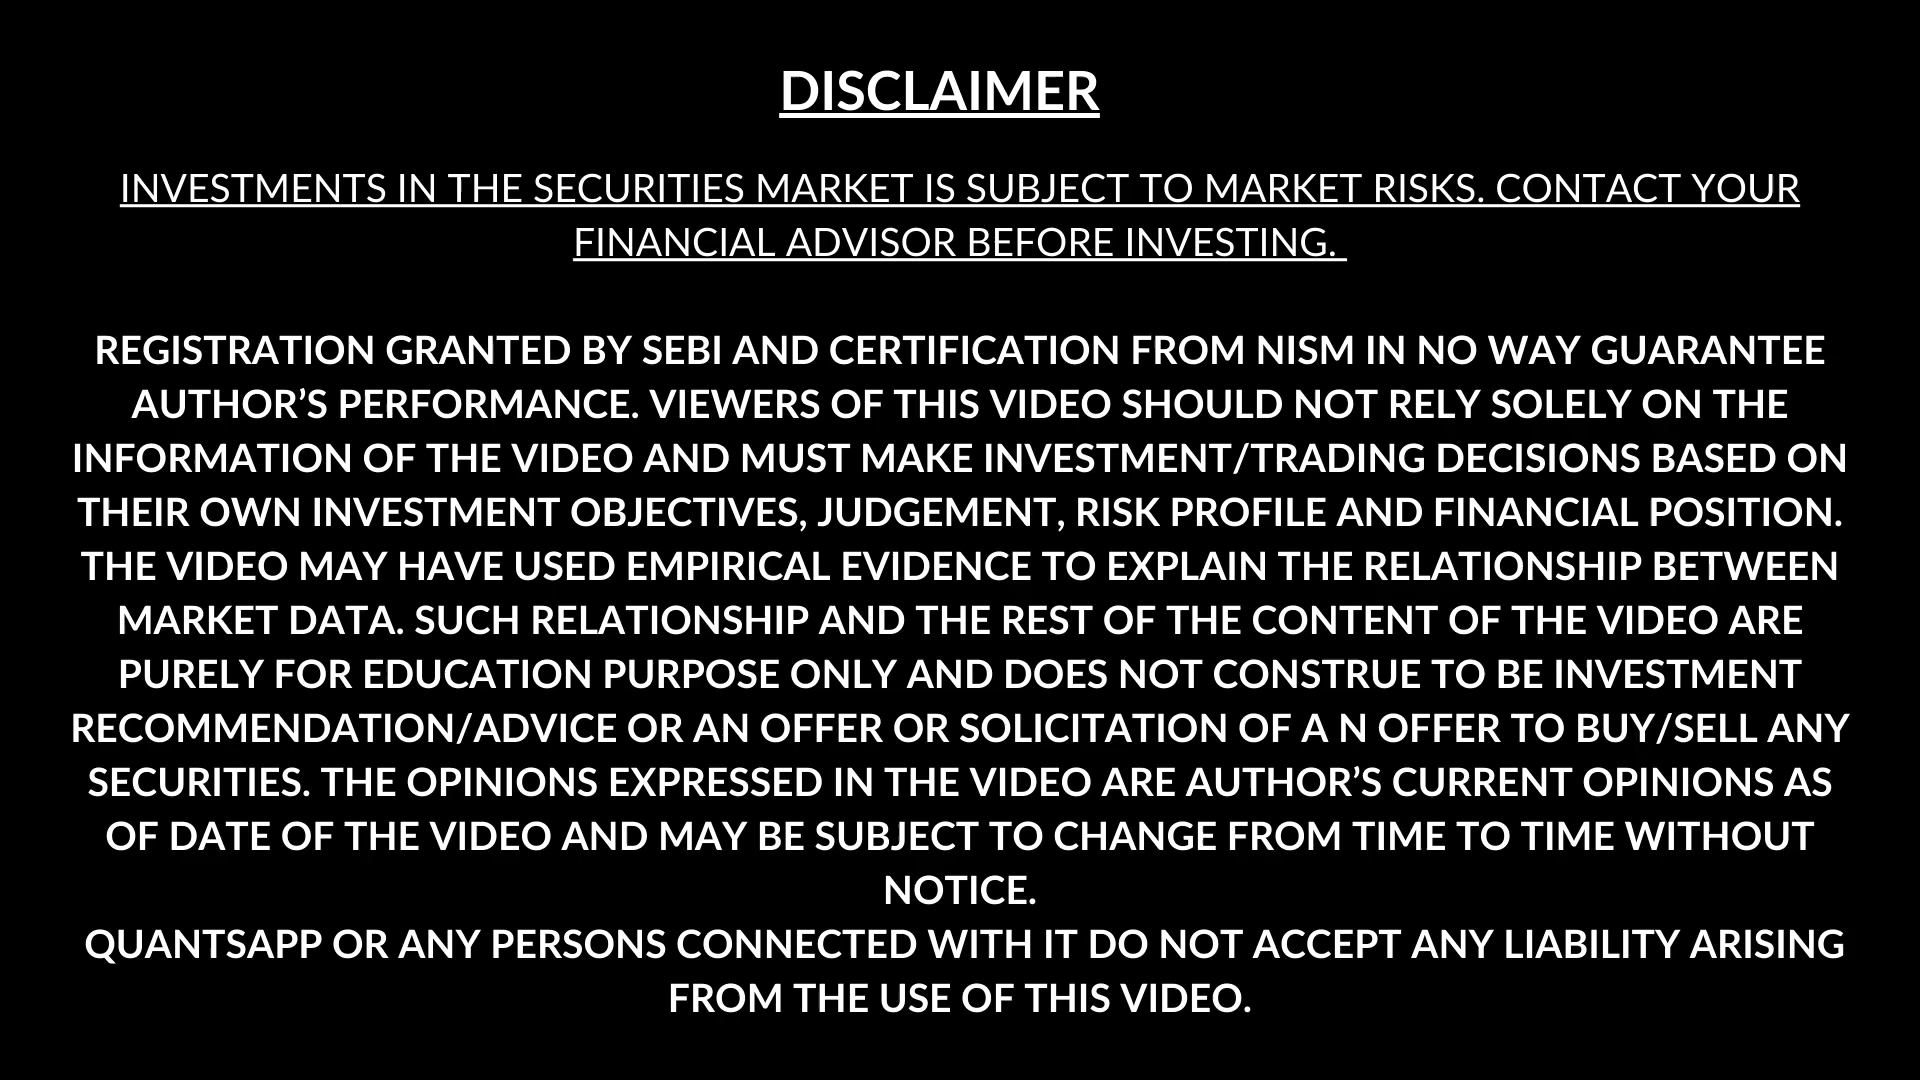 DISCLAIMER
INVESTMENTS IN THE SECURITIES MARKET IS SUBJECT TO MARKET RISKS. CONTACT YOUR
FINANCIAL ADVISOR BEFORE INVESTING.
REGISTRATION GRANTED BY SEBI AND CERTIFICATION FROM NISM IN NO WAY GUARANTEE
AUTHOR’S PERFORMANCE. VIEWERS OF THIS VIDEO SHOULD NOT RELY SOLELY ON THE
INFORMATION OF THE VIDEO AND MUST MAKE INVESTMENT/TRADING DECISIONS BASED ON
THEIR OWN INVESTMENT OBJECTIVES, JUDGEMENT, RISK PROFILE AND FINANCIAL POSITION.
THE VIDEO MAY HAVE USED EMPIRICAL EVIDENCE TO EXPLAIN THE RELATIONSHIP BETWEEN
MARKET DATA. SUCH RELATIONSHIP AND THE REST OF THE CONTENT OF THE VIDEO ARE
PURELY FOR EDUCATION PURPOSE ONLY AND DOES NOT CONSTRUE TO BE INVESTMENT
RECOMMENDATION/ADVICE OR AN OFFER OR SOLICITATION OF A N OFFER TO BUY/SELL ANY
SECURITIES. THE OPINIONS EXPRESSED IN THE VIDEO ARE AUTHOR’S CURRENT OPINIONS AS
OF DATE OF THE VIDEO AND MAY BE SUBJECT TO CHANGE FROM TIME TO TIME WITHOUT
NOTICE.
QUANTSAPP OR ANY PERSONS CONNECTED WITH IT DO NOT ACCEPT ANY LIABILITY ARISING
FROM THE USE OF THIS VIDEO.